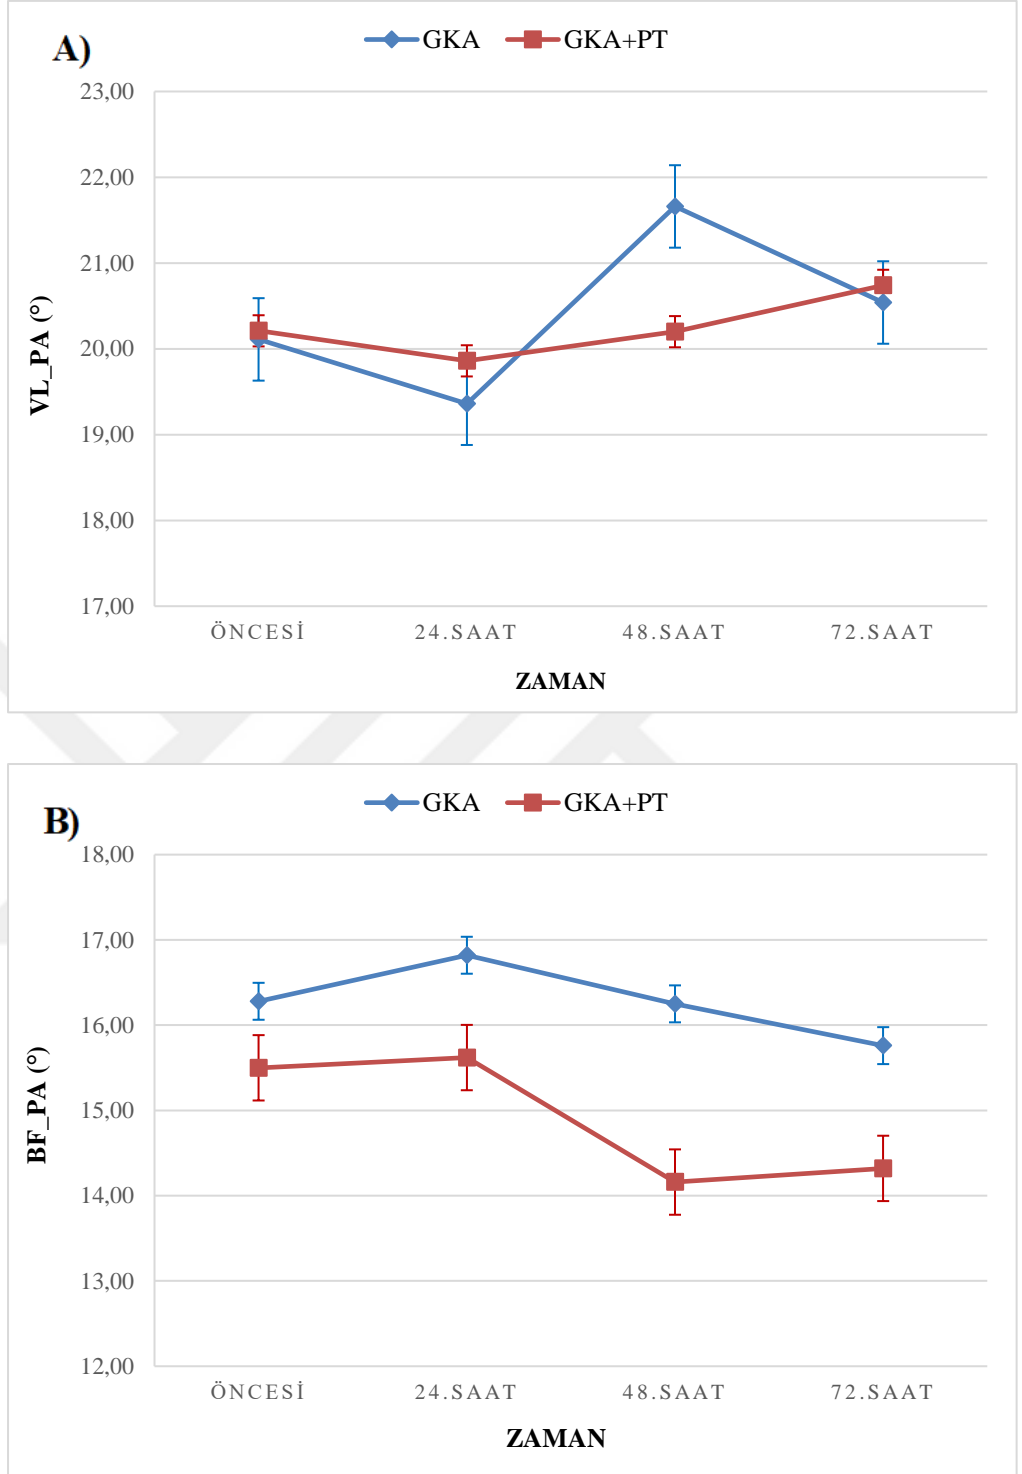 A)
GKA GKA+PT
23,00
22,00
21,00
20,00
19,00
18,00
17,00
VL_PA (°)
ÖNCESİ 24.SAAT 48.SAAT 72.SAAT
ZAMAN
B)
GKA GKA+PT
18,00
17,00
16,00
15,00
14,00
13,00
12,00
BF_PA (°)
ÖNCESİ 24.SAAT 48.SAAT 72.SAAT
ZAMAN